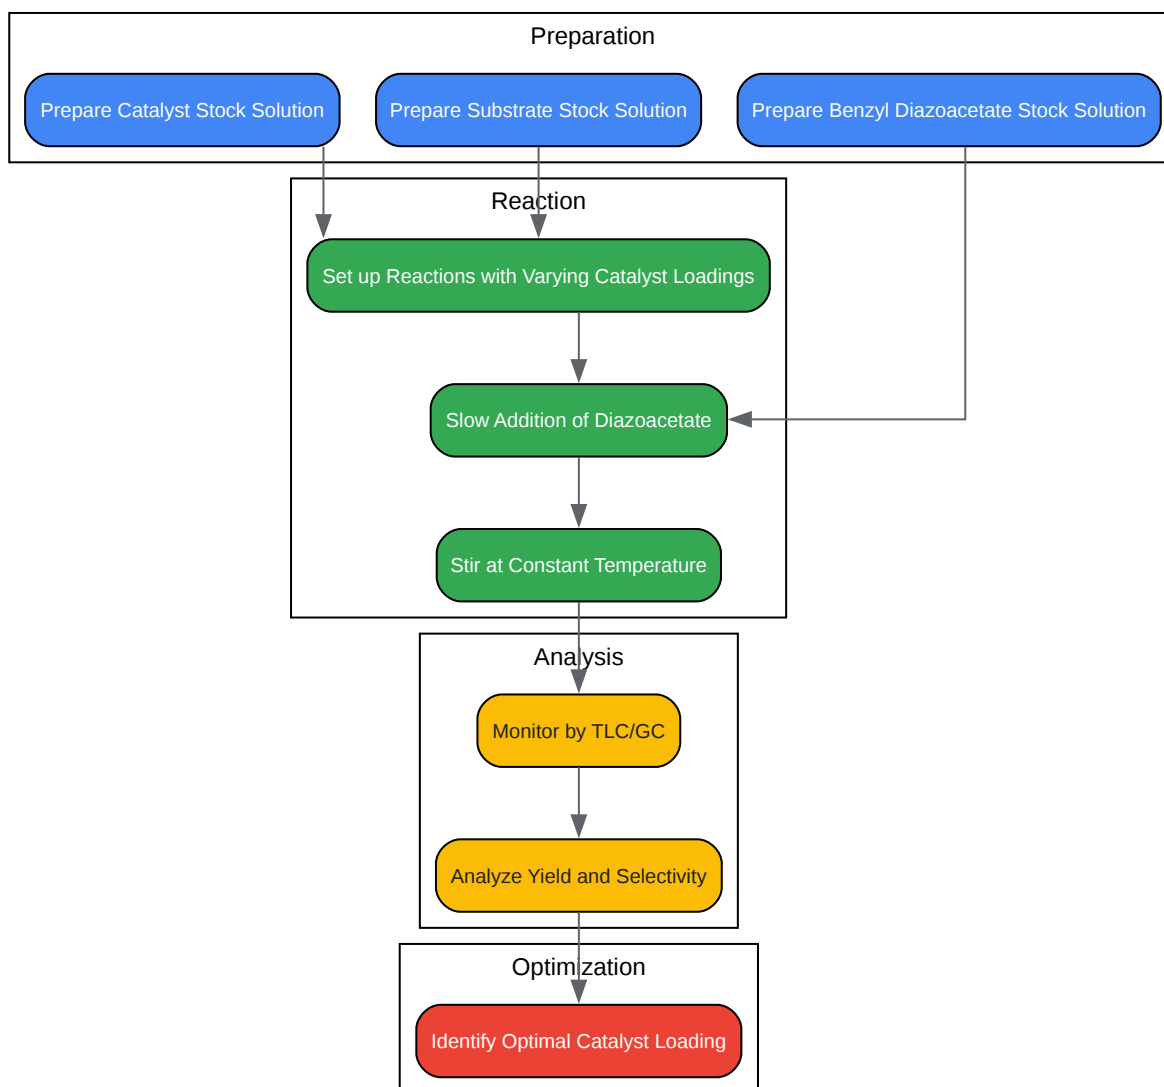 Preparation
Prepare Catalyst Stock Solution
Prepare Substrate Stock Solution
Prepare Benzyl Diazoacetate Stock Solution
Reaction
Set up Reactions with Varying Catalyst Loadings
Slow Addition of Diazoacetate
Stir at Constant Temperature
Analysis
Monitor by TLC/GC
Analyze Yield and Selectivity
Optimization
Identify Optimal Catalyst Loading